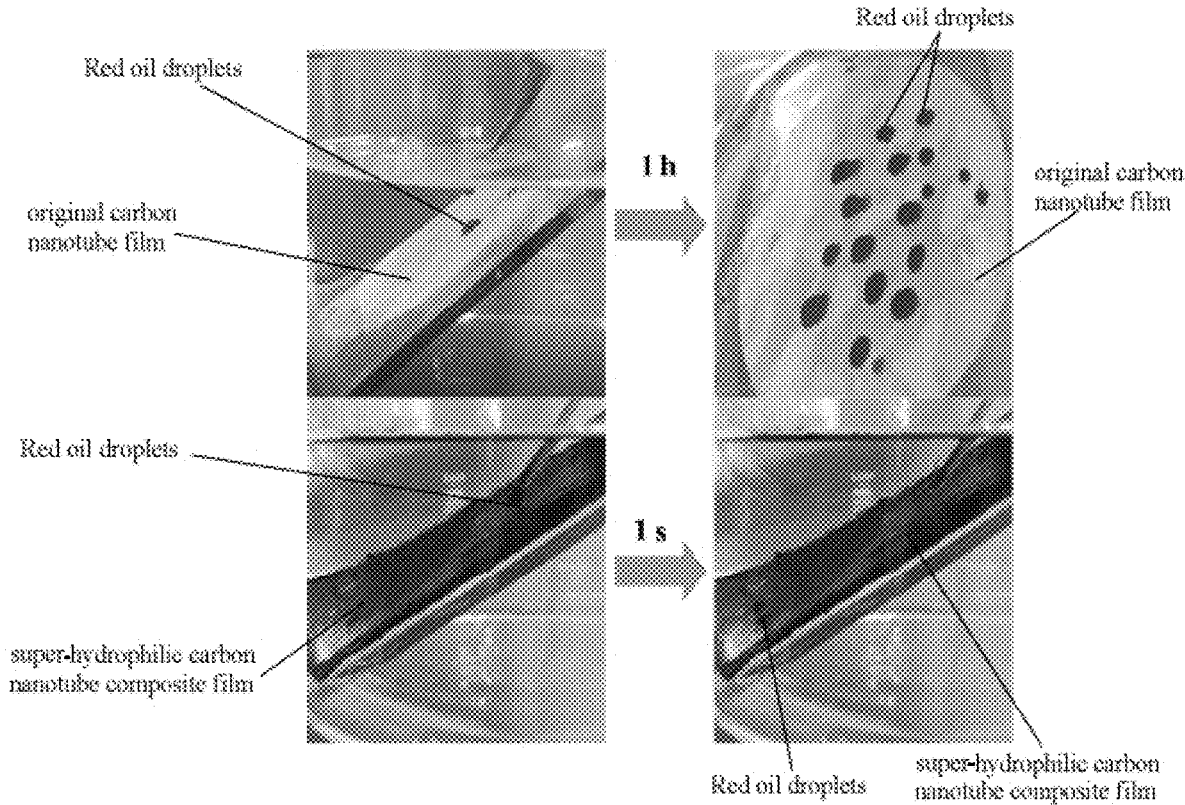 Red oil droplets
Red oil droplets
1 h
original carbon
nanotube film
original carbon
nanotube film
Red oil droplets
1 s
super-hydrophilic carbon
nanotube composite film
Red oil droplets
super-hydrophilic carbon
nanotube composite film